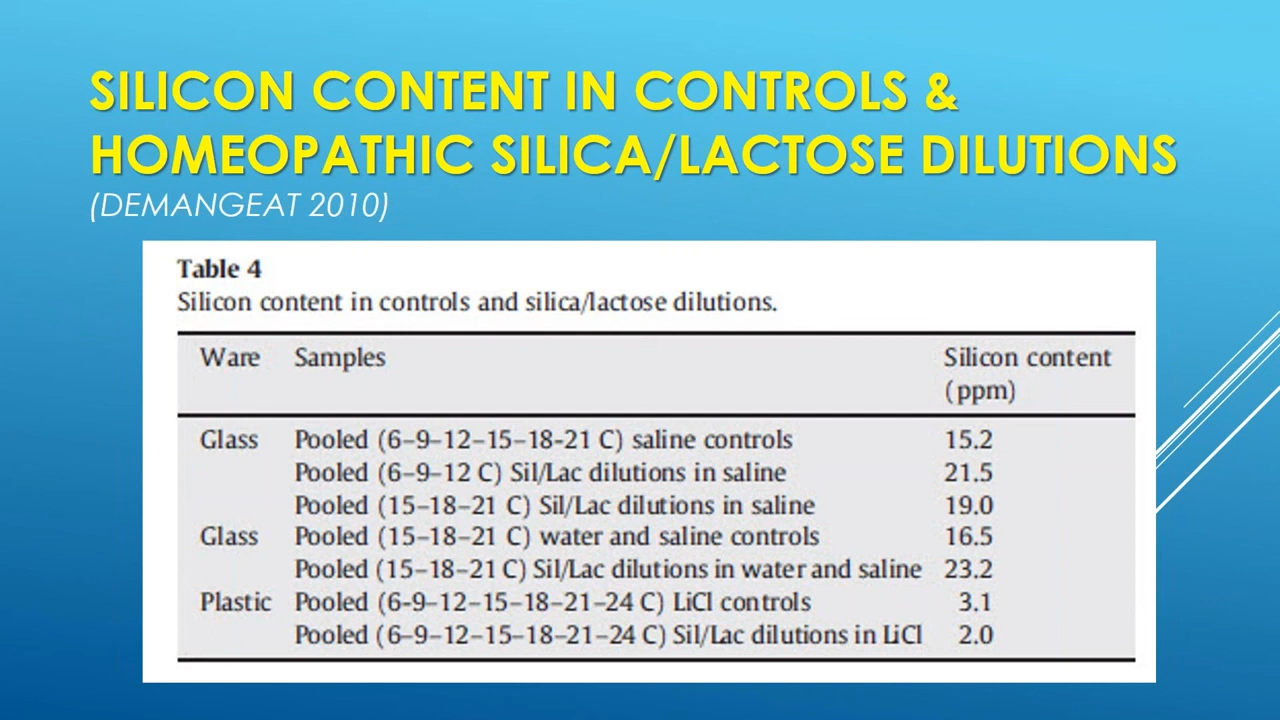 SILICON CONTENT IN CONTROLS &
HOMEOPATHIC SILICA/LACTOSE DILUTIONS
(DEMANGEAT 2010)
Table 4
Silicon content in controls and silica/lactose dilutions.
Ware Samples Silicon content
(ppm)
Glass Pooled (6–9–12–15–18-21 C) saline controls 15.2
Pooled (6–9–12 C) Sil/Lac dilutions in saline 21.5
Pooled (15–18–21 C) Sil/Lac dilutions in saline 19.0
Glass Pooled (15–18–21 C) water and saline controls 16.5
Pooled (15–18–21 C) Sil/Lac dilutions in water and saline 23.2
Plastic Pooled (6-9–12–15–18–21–24 C) LiCl controls 3.1
Pooled (6–9–12–15–18–21–24 C) Sil/Lac dilutions in LiCl 2.0